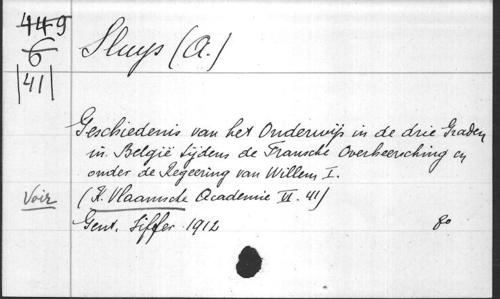 449
6
|41|
Sluys (A.)
Geschiedenis van het Onderwijs in de drie Graden
in België tijdens de Fransche Overheersching en
onder de Regeering van Willem I.
Voir (K. Vlaamsche Academie VI. 41)
Gent. Siffer 1912 8o